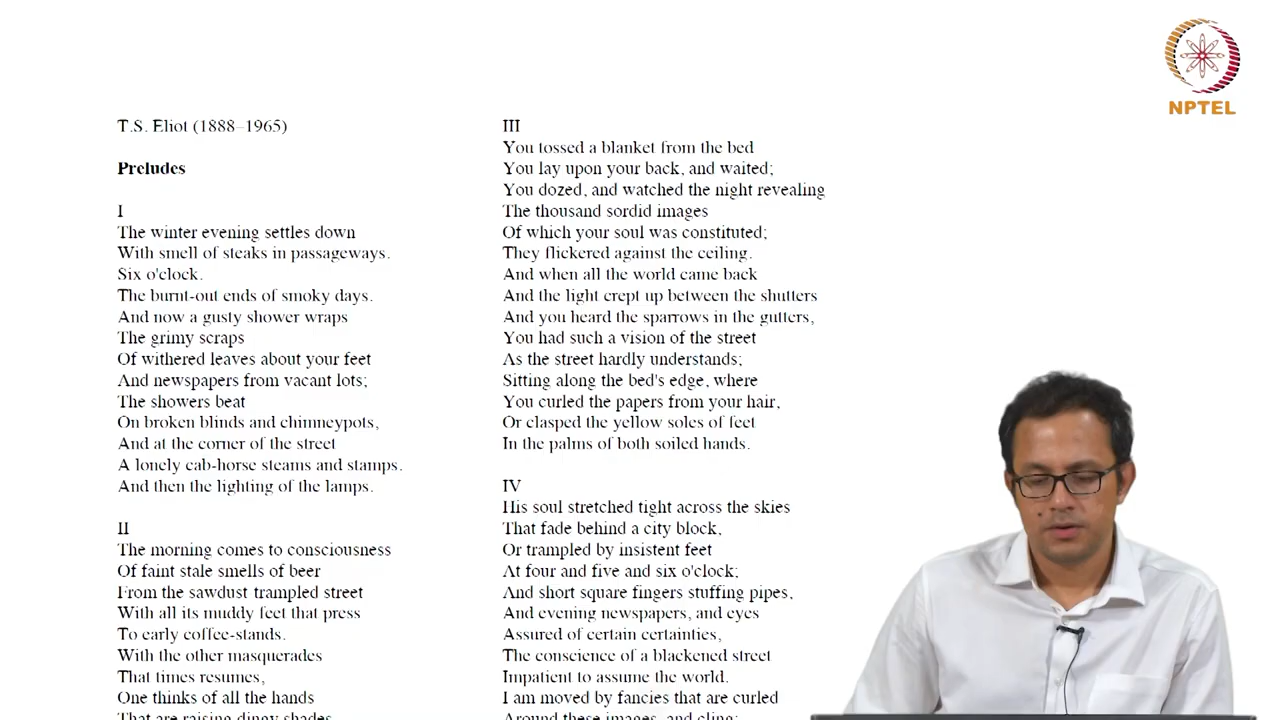 T.S. Eliot (1888–1965)
Preludes
I
The winter evening settles down
With smell of steaks in passageways.
Six o'clock.
The burnt-out ends of smoky days.
And now a gusty shower wraps
The grimy scraps
Of withered leaves about your feet
And newspapers from vacant lots;
The showers beat
On broken blinds and chimneypots,
And at the corner of the street
A lonely cab-horse steams and stamps.
And then the lighting of the lamps.
II
The morning comes to consciousness
Of faint stale smells of beer
From the sawdust trampled street
With all its muddy feet that press
To early coffee-stands.
With the other masquerades
That times resumes,
One thinks of all the hands
That are raising dingy shades
III
You tossed a blanket from the bed
You lay upon your back, and waited;
You dozed, and watched the night revealing
The thousand sordid images
Of which your soul was constituted;
They flickered against the ceiling.
And when all the world came back
And the light crept up between the shutters
And you heard the sparrows in the gutters,
You had such a vision of the street
As the street hardly understands;
Sitting along the bed's edge, where
You curled the papers from your hair,
Or clasped the yellow soles of feet
In the palms of both soiled hands.
IV
His soul stretched tight across the skies
That fade behind a city block,
Or trampled by insistent feet
At four and five and six o'clock;
And short square fingers stuffing pipes,
And evening newspapers, and eyes
Assured of certain certainties,
The conscience of a blackened street
Impatient to assume the world.
I am moved by fancies that are curled
Around these images, and cling:
NPTEL